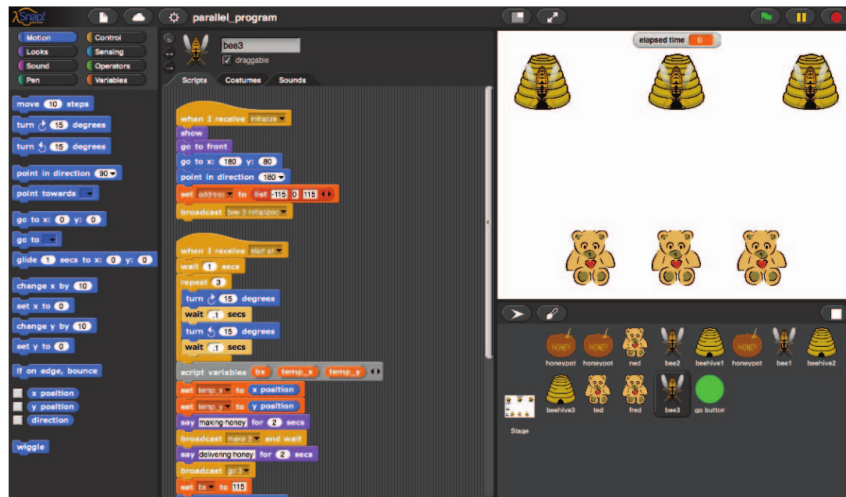 Snap!
parallel_program
Motion Control
Looks Sensing
Sound Operators
Pen Variables
move 10 steps
turn 15 degrees
turn 15 degrees
point in direction 90
point towards
go to x: 0 y: 0
go to
glide 1 secs to x: 0 y: 0
change x by 10
set x to 0
change y by 10
set y to 0
if on edge, bounce
x position
y position
direction
wiggle
bee3
draggable
Scripts Costumes Sounds
when I receive initialize
show
go to front
go to x: 180 y: 80
point in direction 180
set address to list -115 0 115
broadcast bee 3 initialized
when I receive start all
wait 1 secs
repeat 3
turn 15 degrees
wait .1 secs
turn 15 degrees
wait .1 secs
script variables temp_x temp_y
set temp_x to x position
set temp_y to y position
say making honey for 2 secs
broadcast make 3 and wait
say delivering honey for 2 secs
broadcast go 3
set to 115
elapsed time 0
HONEY HONEY HONEY
honeypot honeypot ned bee2 beehive1 honeypot bee1 beehive2
Stage
beehive3 ted fred bee3 go button